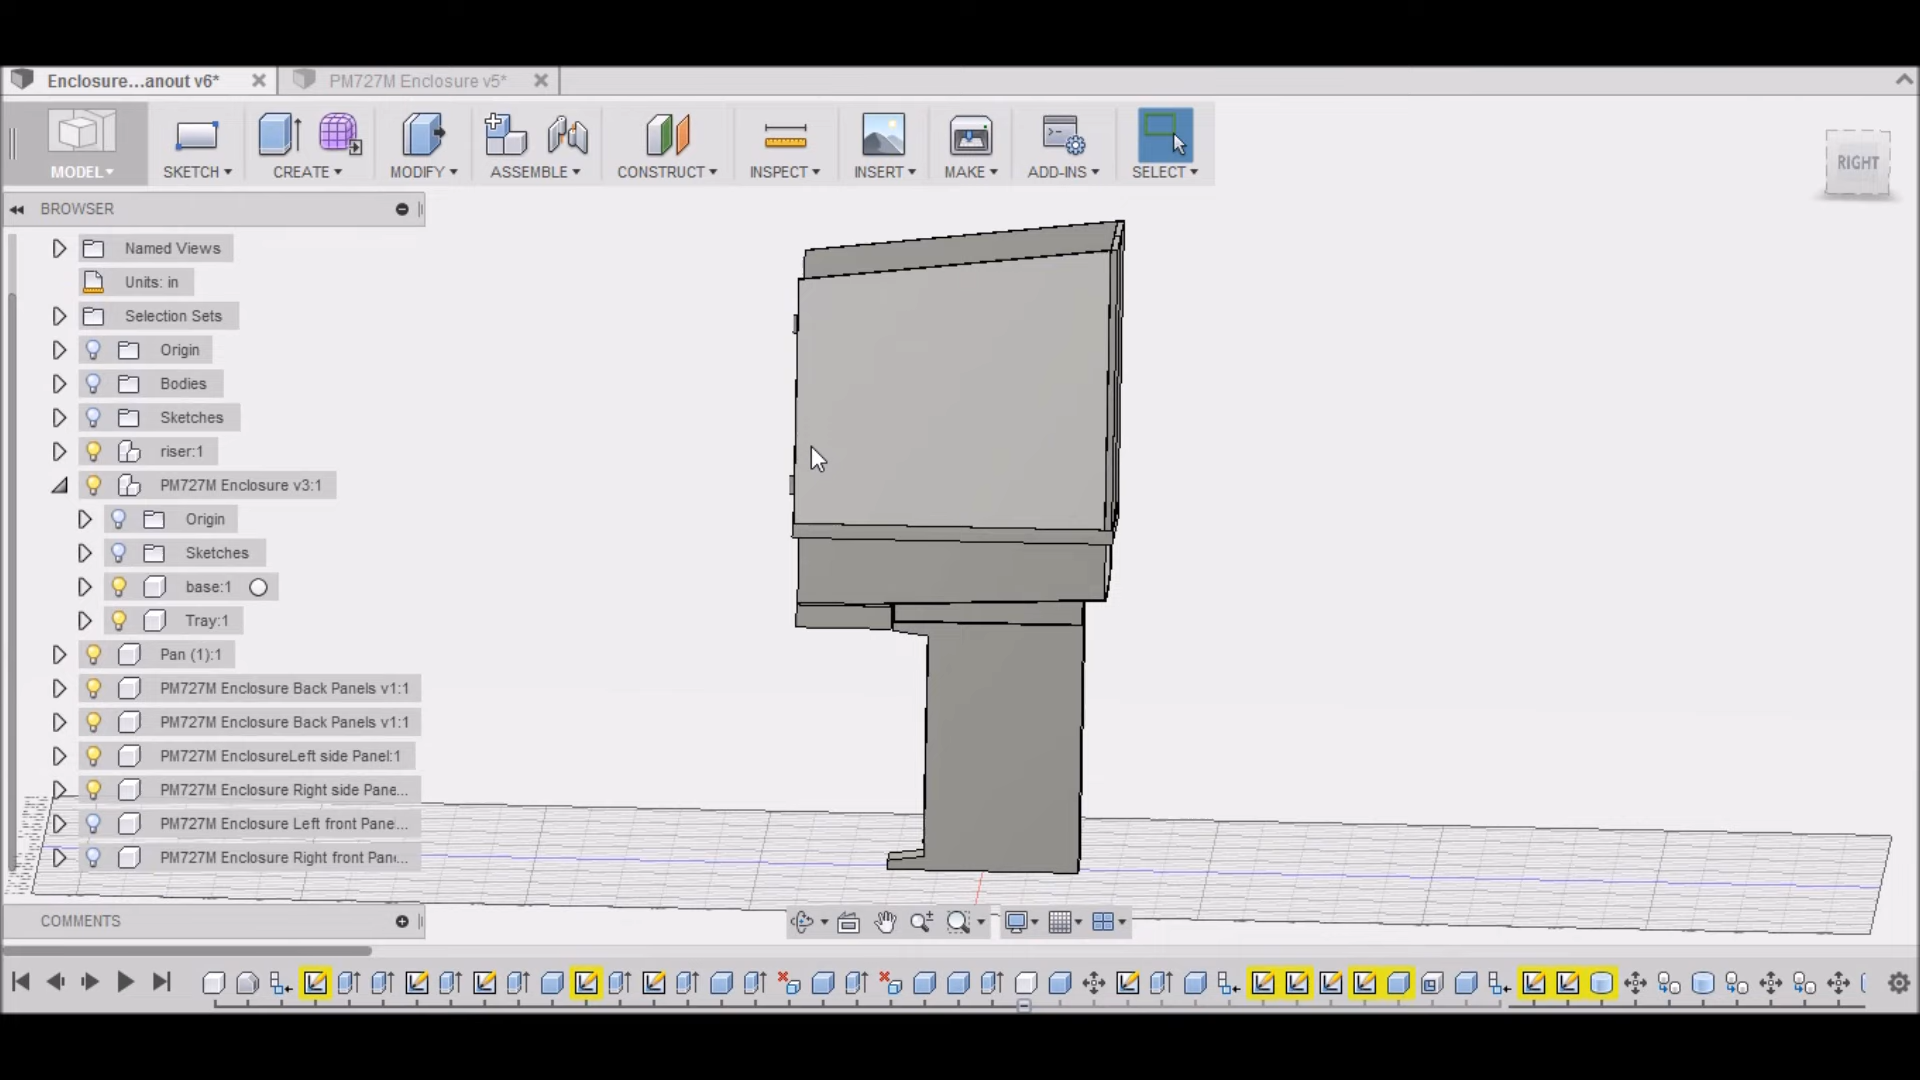 Enclosure...anout v6*
PM727M Enclosure v5*
MODEL
SKETCH
CREATE
MODIFY
ASSEMBLE
CONSTRUCT
INSPECT
INSERT
MAKE
ADD-INS
SELECT
RIGHT
BROWSER
Named Views
Units: in
Selection Sets
Origin
Bodies
Sketches
riser:1
PM727M Enclosure v3:1
Origin
Sketches
base:1
Tray:1
Pan (1):1
PM727M Enclosure Back Panels v1:1
PM727M Enclosure Back Panels v1:1
PM727M EnclosureLeft side Panel:1
PM727M Enclosure Right side Pane...
PM727M Enclosure Left front Pane...
PM727M Enclosure Right front Pan...
COMMENTS